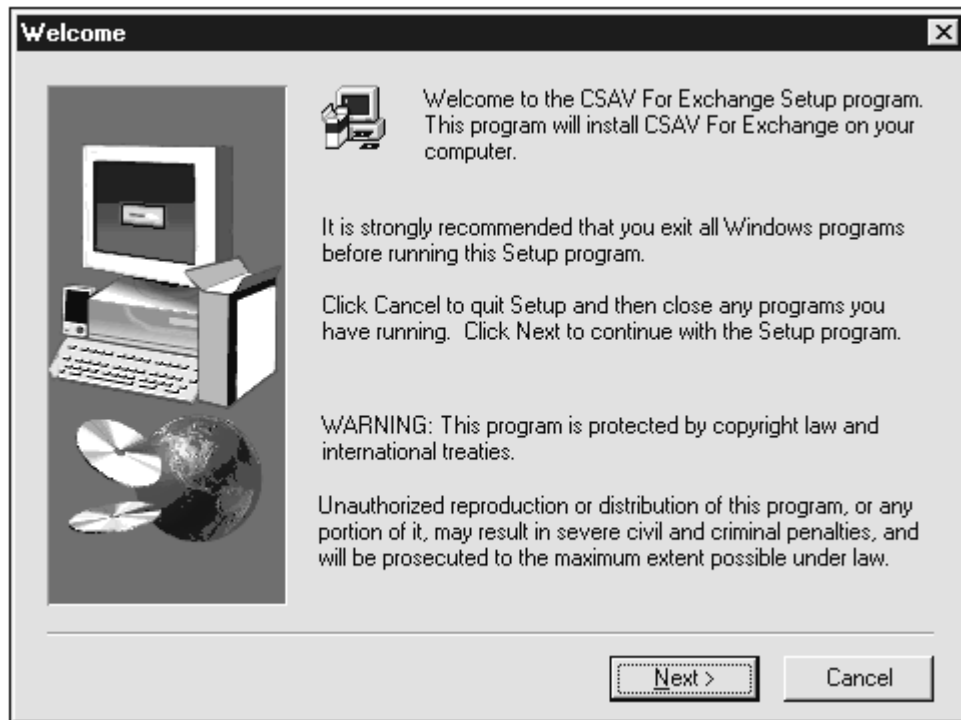 Welcome
Welcome to the CSAV For Exchange Setup program.
This program will install CSAV For Exchange on your
computer.
It is strongly recommended that you exit all Windows programs
before running this Setup program.
Click Cancel to quit Setup and then close any programs you
have running.  Click Next to continue with the Setup program.
WARNING: This program is protected by copyright law and
international treaties.
Unauthorized reproduction or distribution of this program, or any
portion of it, may result in severe civil and criminal penalties, and
will be prosecuted to the maximum extent possible under law.
Next >
Cancel